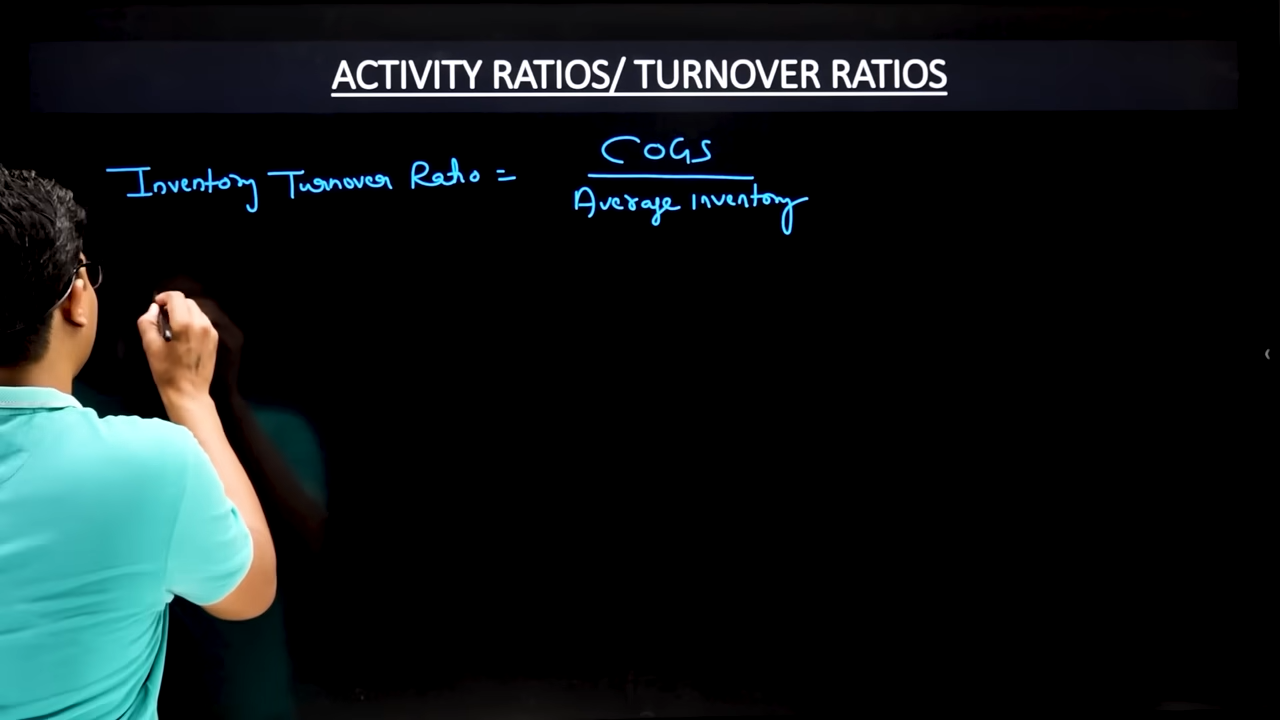 ACTIVITY RATIOS/ TURNOVER RATIOS
Inventory Turnover Ratio = COGS
Average inventory